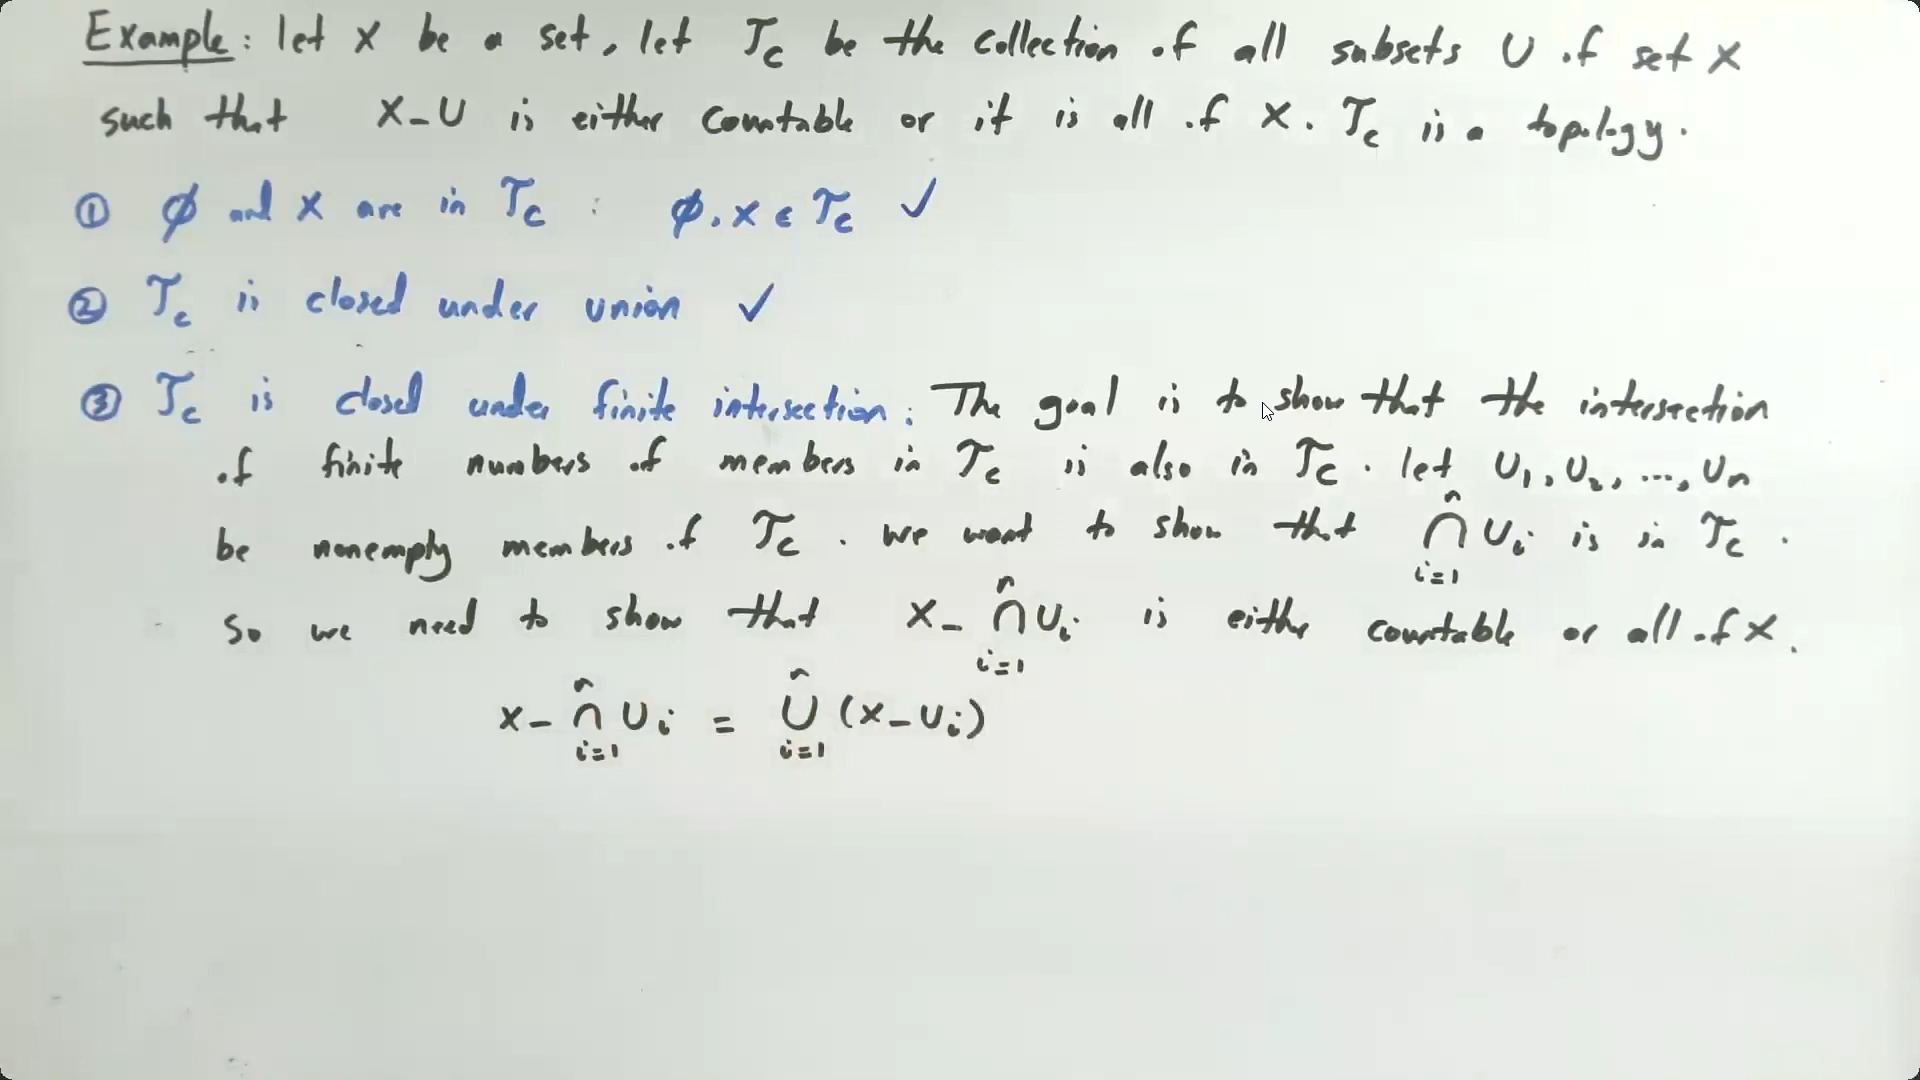 Example: let X be a set, let T_c be the collection of all subsets U of set X
such that X-U is either countable or it is all of X. T_c is a topology.
① ∅ and X are in T_c : ∅, X ∈ T_c ✓
② T_c is closed under union ✓
③ T_c is closed under finite intersection: The goal is to show that the intersection
of finite numbers of members in T_c is also in T_c. let U_1, U_2, ..., U_n
be nonempty members of T_c. we want to show that ⋂_{i=1}^{n} U_i is in T_c.
So we need to show that X - ⋂_{i=1}^{n} U_i is either countable or all of X.
X - ⋂_{i=1}^{n} U_i = ⋃_{i=1}^{n} (X - U_i)